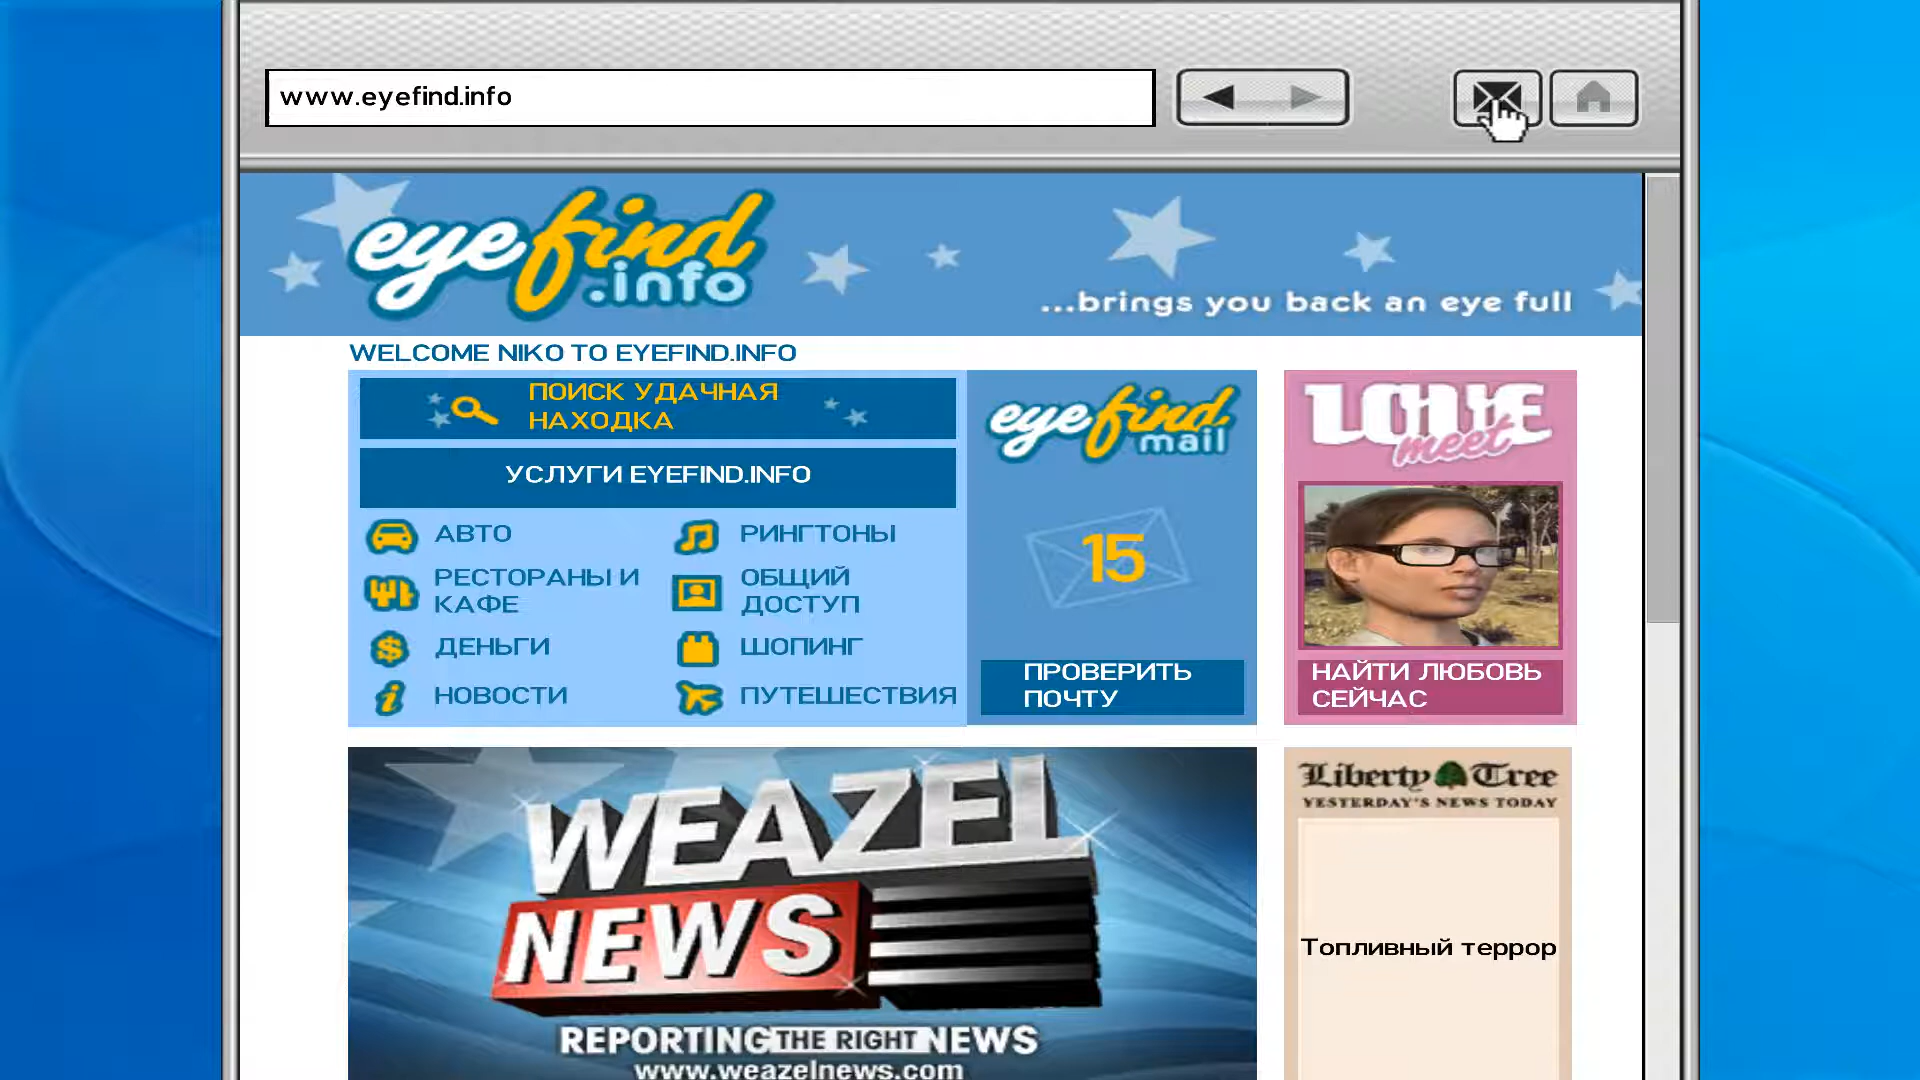 www.eyefind.info
eyefind
.info
...brings you back an eye full
WELCOME NIKO TO EYEFIND.INFO
ПОИСК УДАЧНАЯ
НАХОДКА
УСЛУГИ EYEFIND.INFO
АВТО
РИНГТОНЫ
РЕСТОРАНЫ И
КАФЕ
ОБЩИЙ
ДОСТУП
ДЕНЬГИ
ШОПИНГ
НОВОСТИ
ПУТЕШЕСТВИЯ
eyefind
mail
15
ПРОВЕРИТЬ
ПОЧТУ
LOVE
meet
НАЙТИ ЛЮБОВЬ
СЕЙЧАС
WEAZEL
NEWS
REPORTING THE RIGHT NEWS
www.weazelnews.com
Liberty Tree
YESTERDAY'S NEWS TODAY
Топливный террор